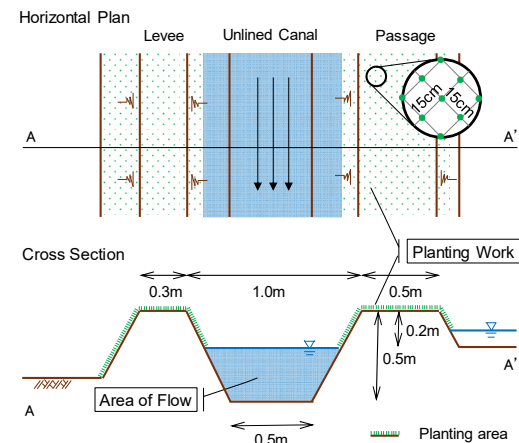 Horizontal Plan
Levee Unlined Canal Passage
15cm 15cm
A A'
Cross Section
Planting Work
0.3m 1.0m 0.5m
0.2m
0.5m
A'
Area of Flow
A
0.5m
Planting area